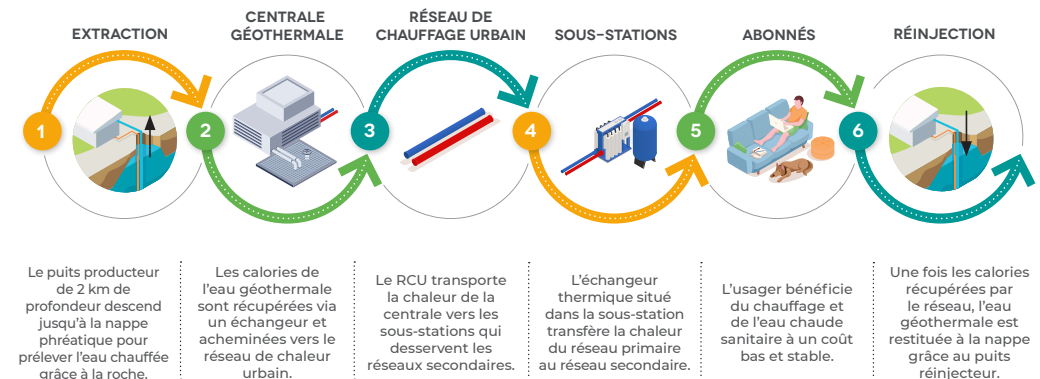 EXTRACTION
1
Le puits producteur
de 2 km de
profondeur descend
jusqu'à la nappe
phréatique pour
prélever l'eau chauffée
grâce à la roche.
CENTRALE
GÉOTHERMALE
2
Les calories de
l'eau géothermale
sont récupérées via
un échangeur et
acheminées vers le
réseau de chaleur
urbain.
RÉSEAU DE
CHAUFFAGE URBAIN
3
Le RCU transporte
la chaleur de la
centrale vers les
sous-stations qui
desservent les
réseaux secondaires.
SOUS-STATIONS
4
L'échangeur
thermique situé
dans la sous-station
transfère la chaleur
du réseau primaire
au réseau secondaire.
ABONNÉS
5
L'usager bénéficie
du chauffage et
de l'eau chaude
sanitaire à un coût
bas et stable.
RÉINJECTION
6
Une fois les calories
récupérées par
le réseau, l'eau
géothermale est
restituée à la nappe
grâce au puits
réinjecteur.